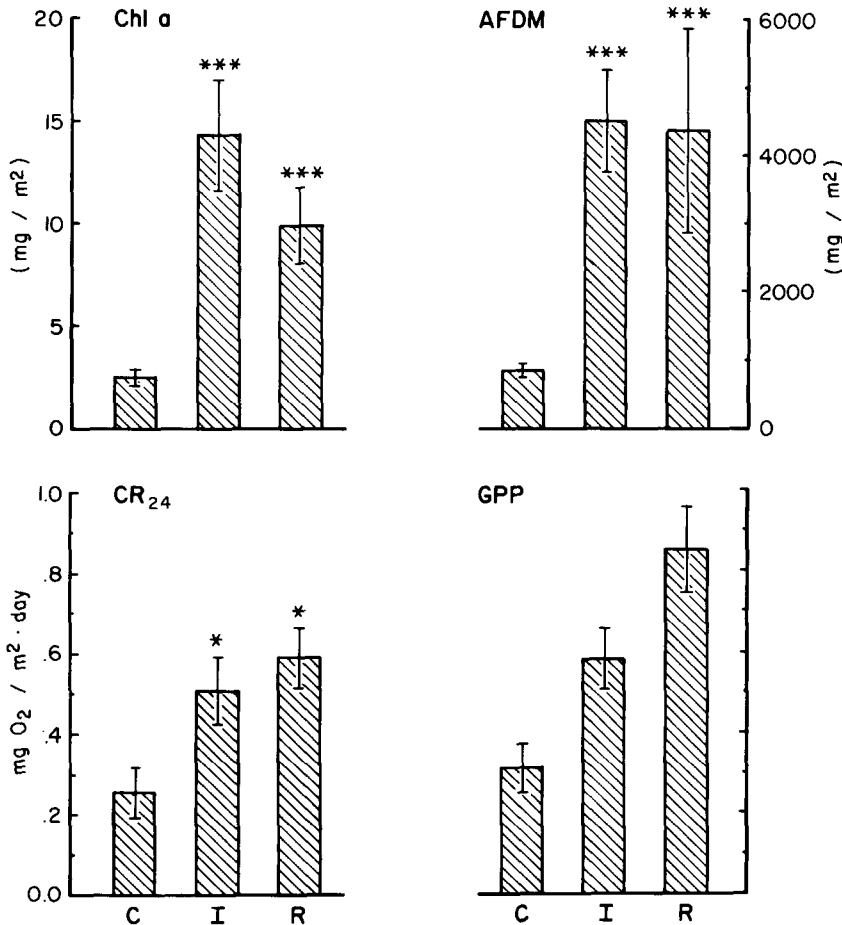 Chl a
AFDM
20
15
10
5
0
(mg / m²)
***
***
***
***
6000
4000
2000
0
(mg / m²)
CR₂₄
GPP
1.0
.8
.6
.4
.2
0.0
mg O₂ / m² · day
*
*
C I R
C I R